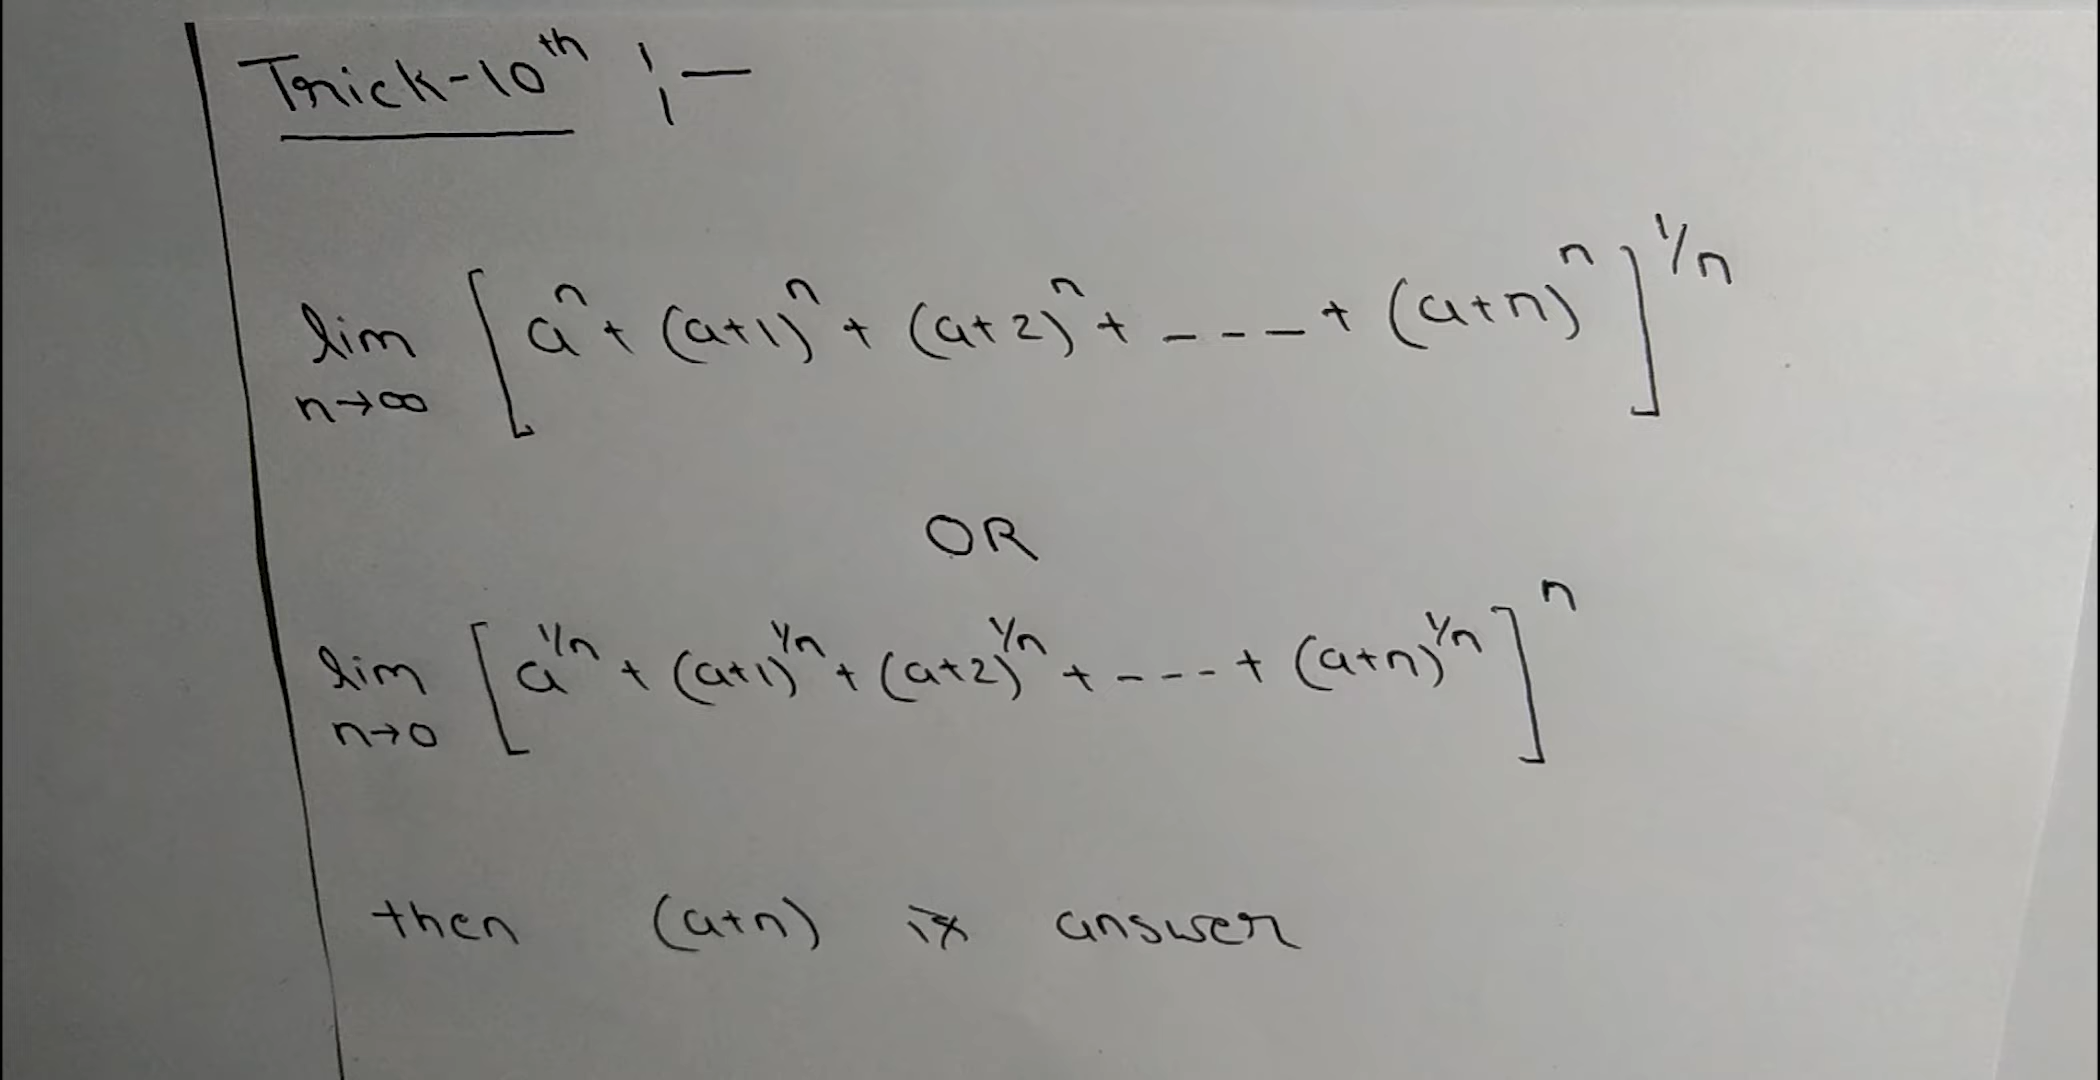 Trick-10th :-
lim n→∞ [a^n + (a+1)^n + (a+2)^n + ---- + (a+n)^n]^1/n
OR
lim n→0 [a^1/n + (a+1)^1/n + (a+2)^1/n + ---- + (a+n)^1/n]^n
then (a+n) is answer